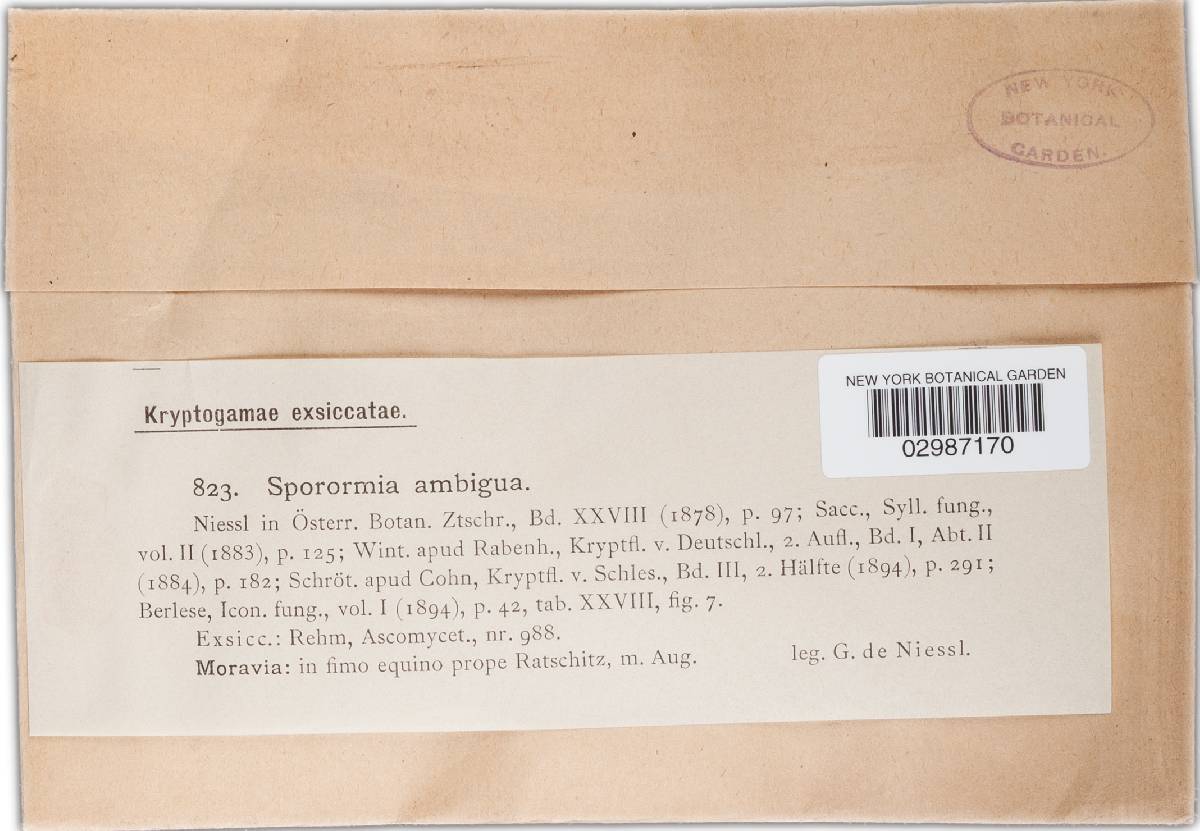 NEW YORK
BOTANICAL
GARDEN.
NEW YORK BOTANICAL GARDEN
02987170
Kryptogamae exsiccatae.
823. Sporormia ambigua.
Niessl in Österr. Botan. Ztschr., Bd. XXVIII (1878), p. 97; Sacc., Syll. fung.,
vol. II (1883), p. 125; Wint. apud Rabenh., Kryptfl. v. Deutschl., 2. Aufl., Bd. I, Abt. II
(1884), p. 182; Schröt. apud Cohn, Kryptfl. v. Schles., Bd. III, 2. Hälfte (1894), p. 291;
Berlese, Icon. fung., vol. I (1894), p. 42, tab. XXVIII, fig. 7.
Exsicc.: Rehm, Ascomycet., nr. 988.
Moravia: in fimo equino prope Ratschitz, m. Aug. leg. G. de Niessl.